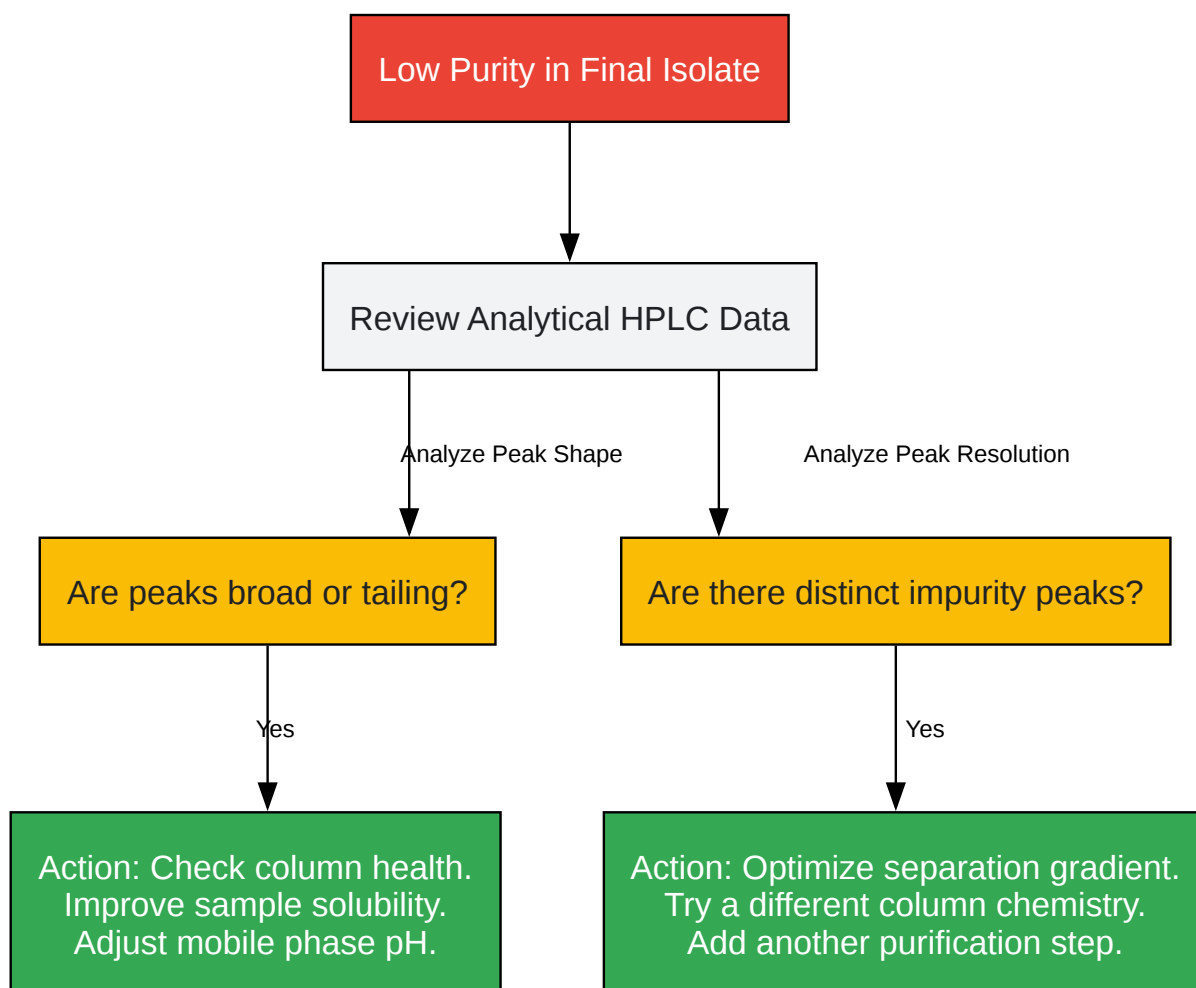 Low Purity in Final Isolate
Review Analytical HPLC Data
Analyze Peak Shape
Analyze Peak Resolution
Are peaks broad or tailing?
Are there distinct impurity peaks?
Yes
Yes
Action: Check column health.
Improve sample solubility.
Adjust mobile phase pH.
Action: Optimize separation gradient.
Try a different column chemistry.
Add another purification step.